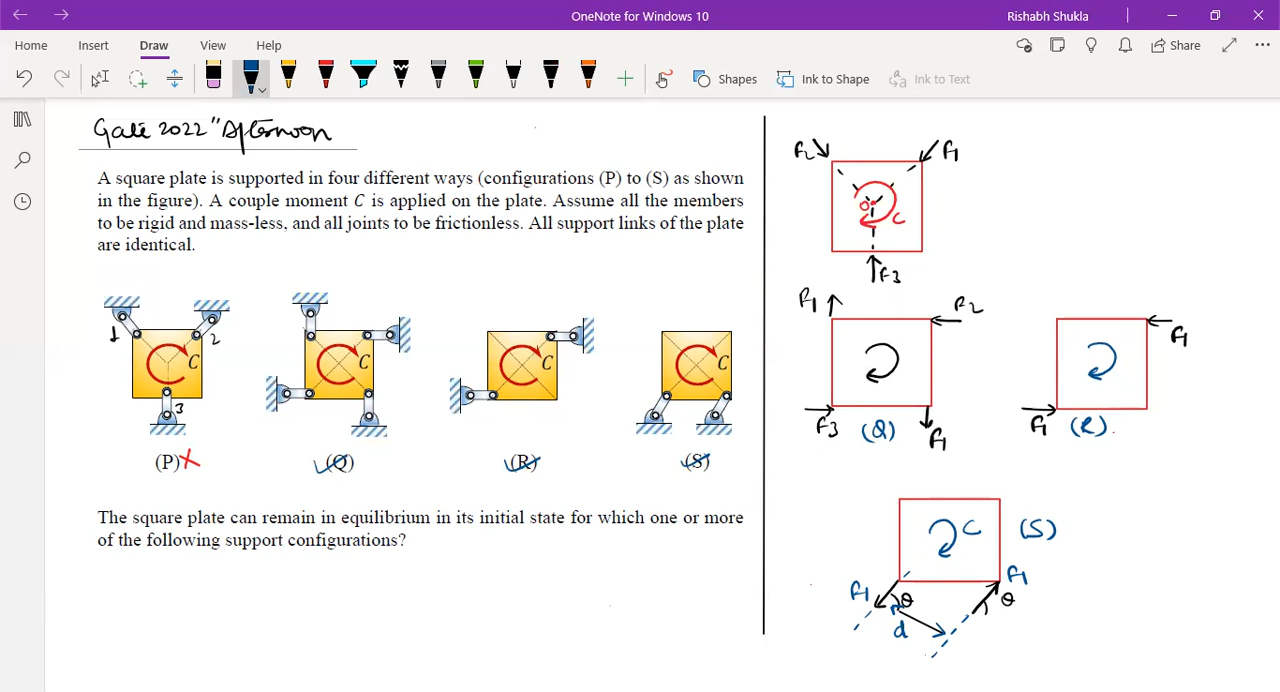 OneNote for Windows 10
Rishabh Shukla
Home Insert Draw View Help
Share
Shapes
Ink to Shape
Ink to Text
Gate 2022 "Afternoon
A square plate is supported in four different ways (configurations (P) to (S) as shown
in the figure). A couple moment C is applied on the plate. Assume all the members
to be rigid and mass-less, and all joints to be frictionless. All support links of the plate
are identical.
1 2 3 C
C
C
C
(P) (Q) (R) (S)
The square plate can remain in equilibrium in its initial state for which one or more
of the following support configurations?
F2 F1
O C
F3
F1 F2
F3 (Q) F1
F1
F1 (R)
C (S)
F1 θ F1 θ
d